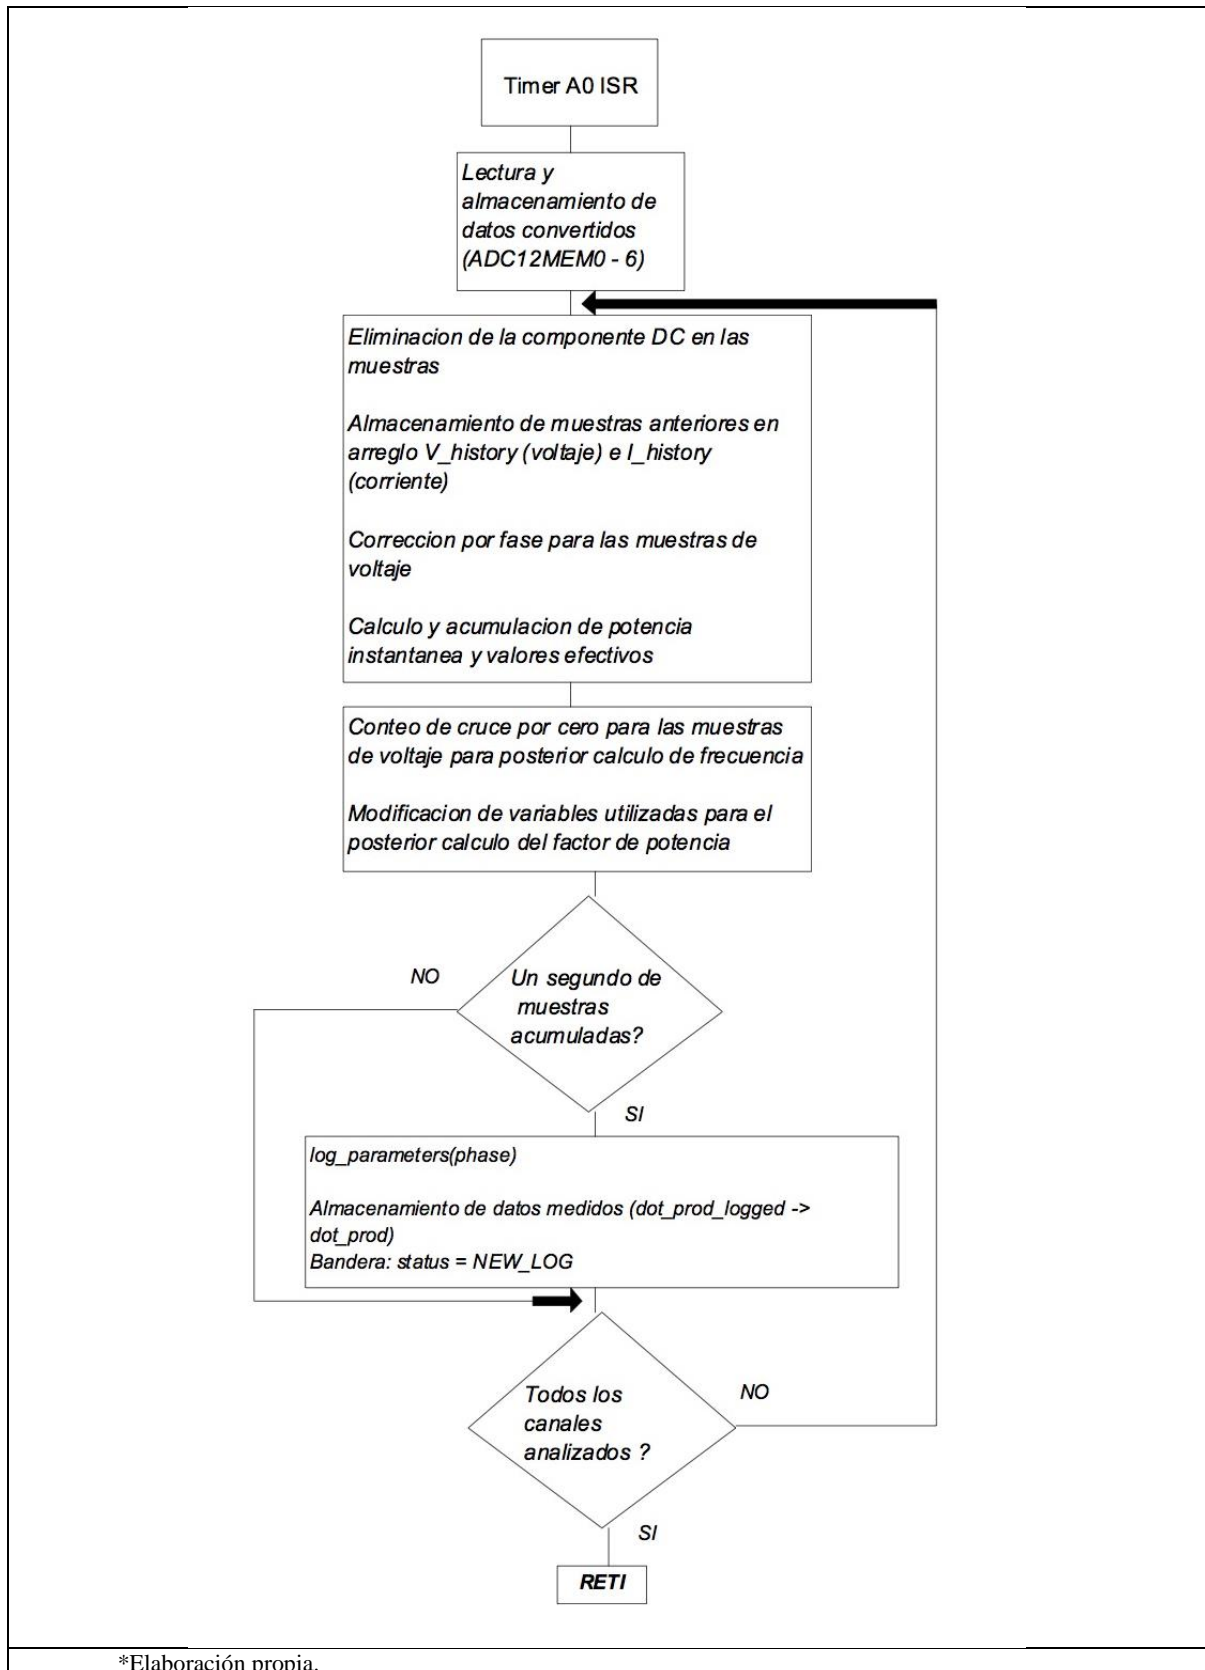 Timer A0 ISR
Lectura y
almacenamiento de
datos convertidos
(ADC12MEM0 - 6)
Eliminacion de la componente DC en las
muestras
Almacenamiento de muestras anteriores en
arreglo V_history (voltaje) e I_history
(corriente)
Correccion por fase para las muestras de
voltaje
Calculo y acumulacion de potencia
instantanea y valores efectivos
Conteo de cruce por cero para las muestras
de voltaje para posterior calculo de frecuencia
Modificacion de variables utilizadas para el
posterior calculo del factor de potencia
NO
Un segundo de
muestras
acumuladas?
SI
log_parameters(phase)
Almacenamiento de datos medidos (dot_prod_logged ->
dot_prod)
Bandera: status = NEW_LOG
Todos los
canales
analizados ?
NO
SI
RETI
*Elaboración propia.